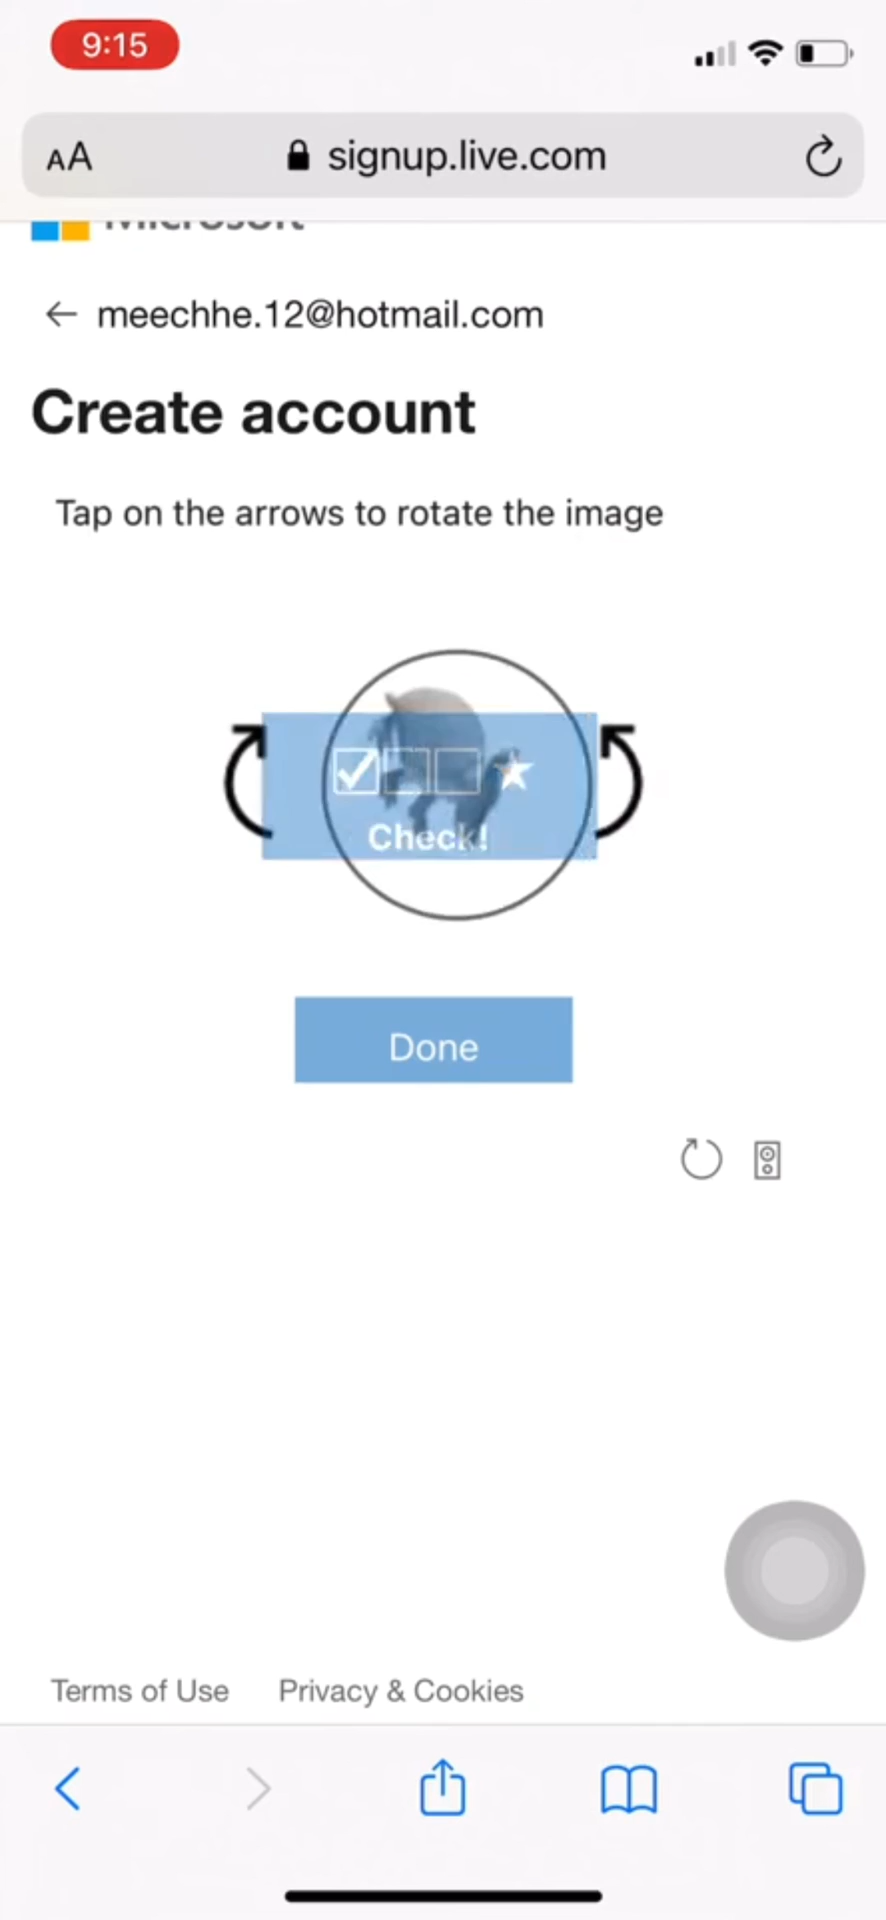 9:15
AA signup.live.com
Microsoft
← meechhe.12@hotmail.com
Create account
Tap on the arrows to rotate the image
Check!
Done
Terms of Use Privacy & Cookies